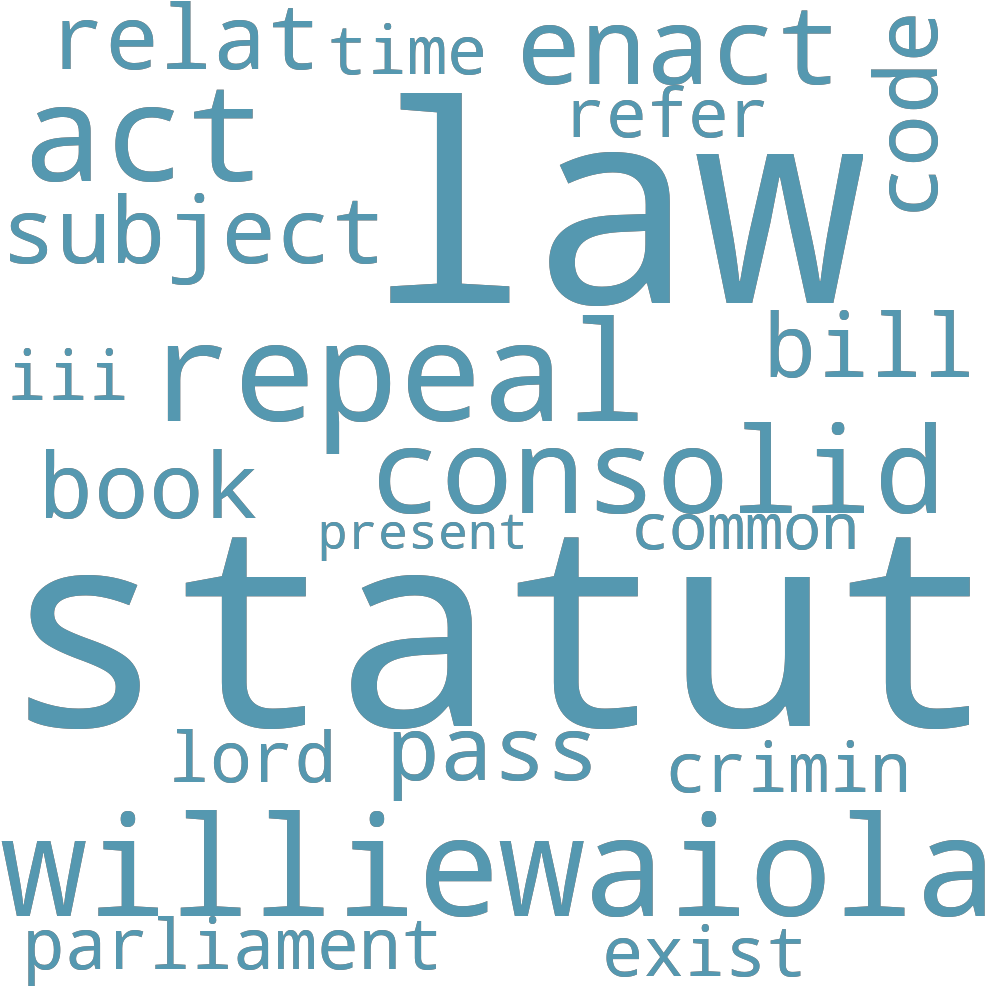 relat time enact code
act law refer
subject
iii repeal bill
book consolid
present common
statut
lord pass crimin
williewaiola
parliament exist